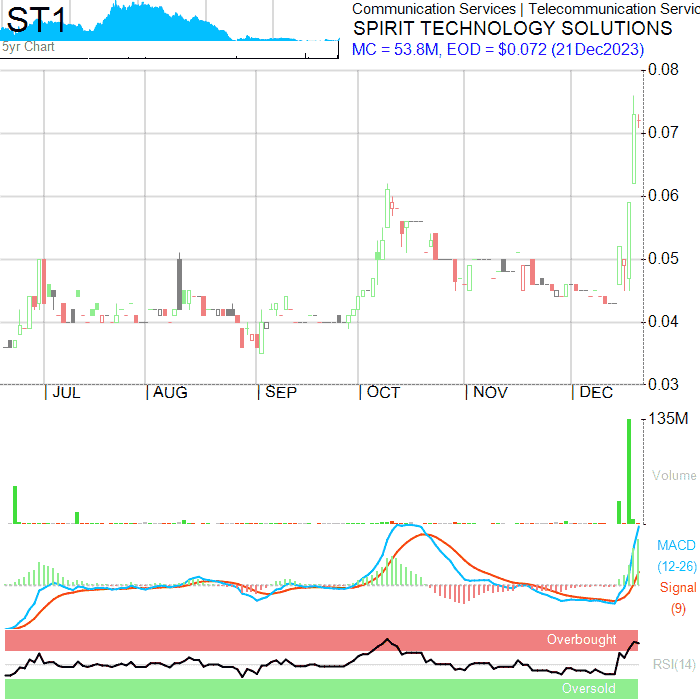 ST1
Communication Services | Telecommunication Servic
SPIRIT TECHNOLOGY SOLUTIONS
5yr Chart
MC = 53.8M, EOD = $0.072 (21Dec2023)
0.08
0.07
0.06
0.05
0.04
0.03
JUL AUG SEP OCT NOV DEC
135M
Volume
MACD
(12-26)
Signal
(9)
Overbought
RSI(14)
Oversold